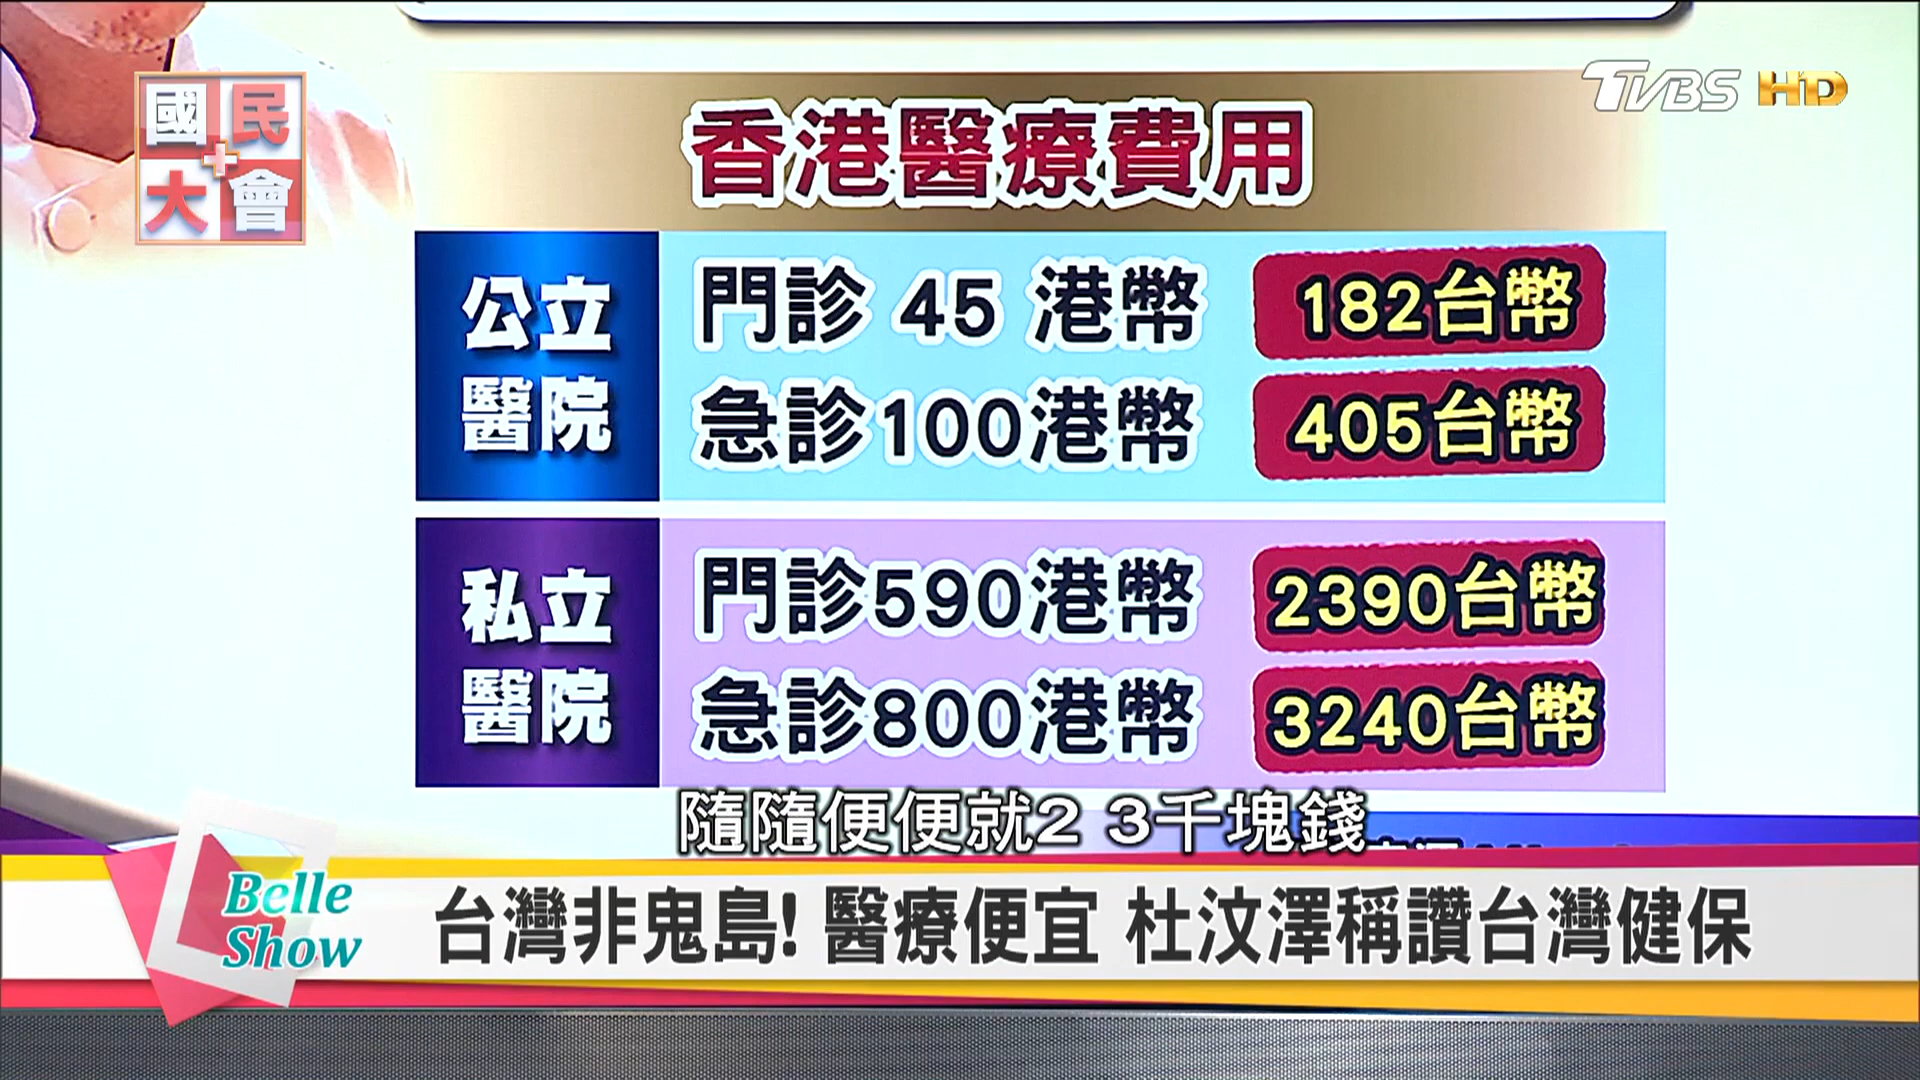 國民
大會
TVBS HD
香港醫療費用
公立
醫院
門診 45 港幣 182台幣
急診100港幣 405台幣
私立
醫院
門診590港幣 2390台幣
急診800港幣 3240台幣
隨隨便便就2 3千塊錢
Belle
Show
台灣非鬼島! 醫療便宜 杜汶澤稱讚台灣健保